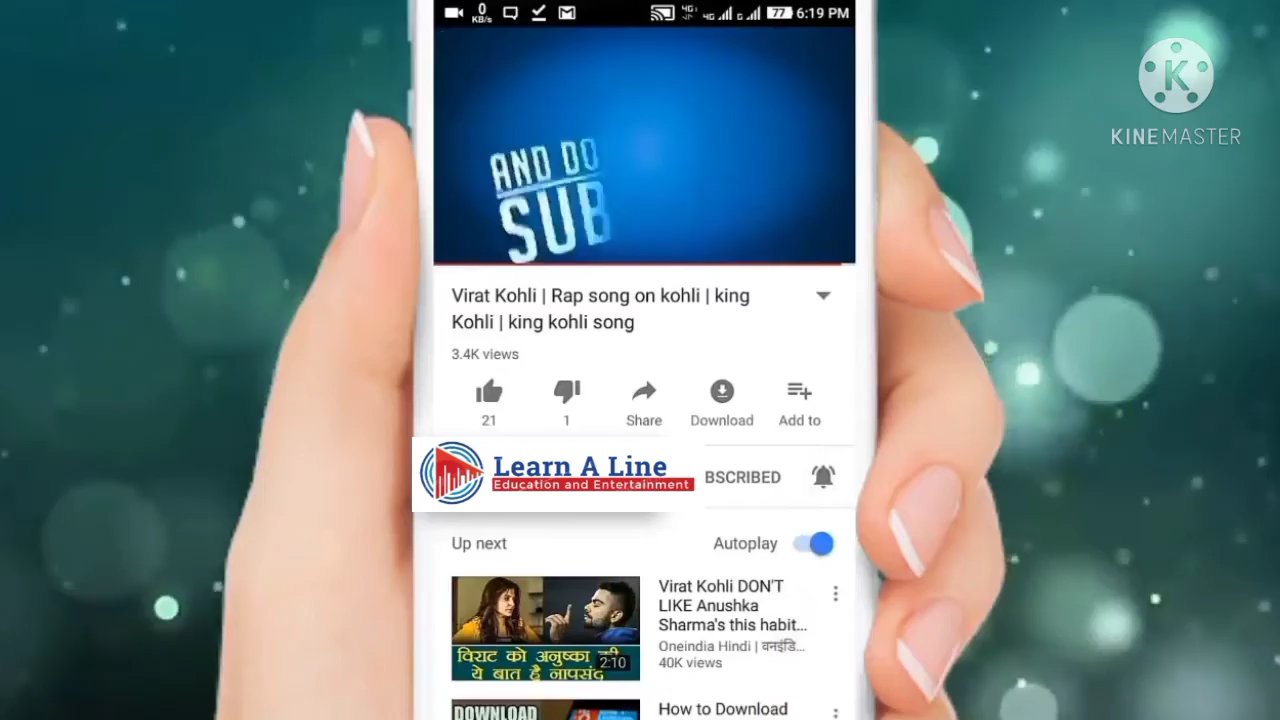 0
KB/s
4G
4G
G
77
6:19 PM
K
KINEMASTER
AND DO
SUB
Virat Kohli | Rap song on kohli | king
Kohli | king kohli song
3.4K views
21
1
Share
Download
Add to
Learn A Line
Education and Entertainment
BSCRIBED
Up next
Autoplay
Virat Kohli DON'T
LIKE Anushka
Sharma's this habit...
Oneindia Hindi | वनइंडि...
40K views
विराट को अनुष्का की
ये बात है नापसंद
2:10
DOWNLOAD
How to Download